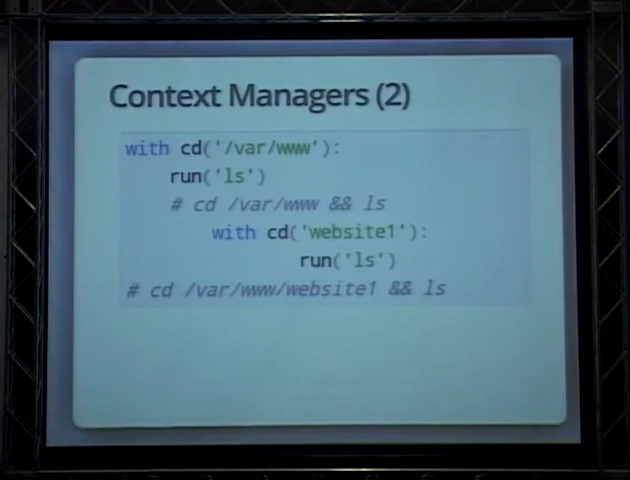 Context Managers (2)
with cd('/var/www'):
run('ls')
# cd /var/www && ls
with cd('website1'):
run('ls')
# cd /var/www/website1 && ls